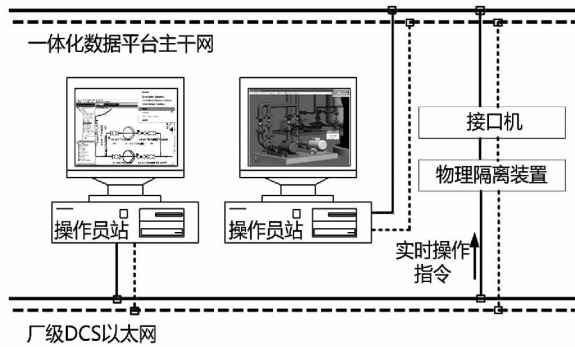 一体化数据平台主干网
接口机
物理隔离装置
操作员站
操作员站
实时操作
指令
厂级DCS以太网